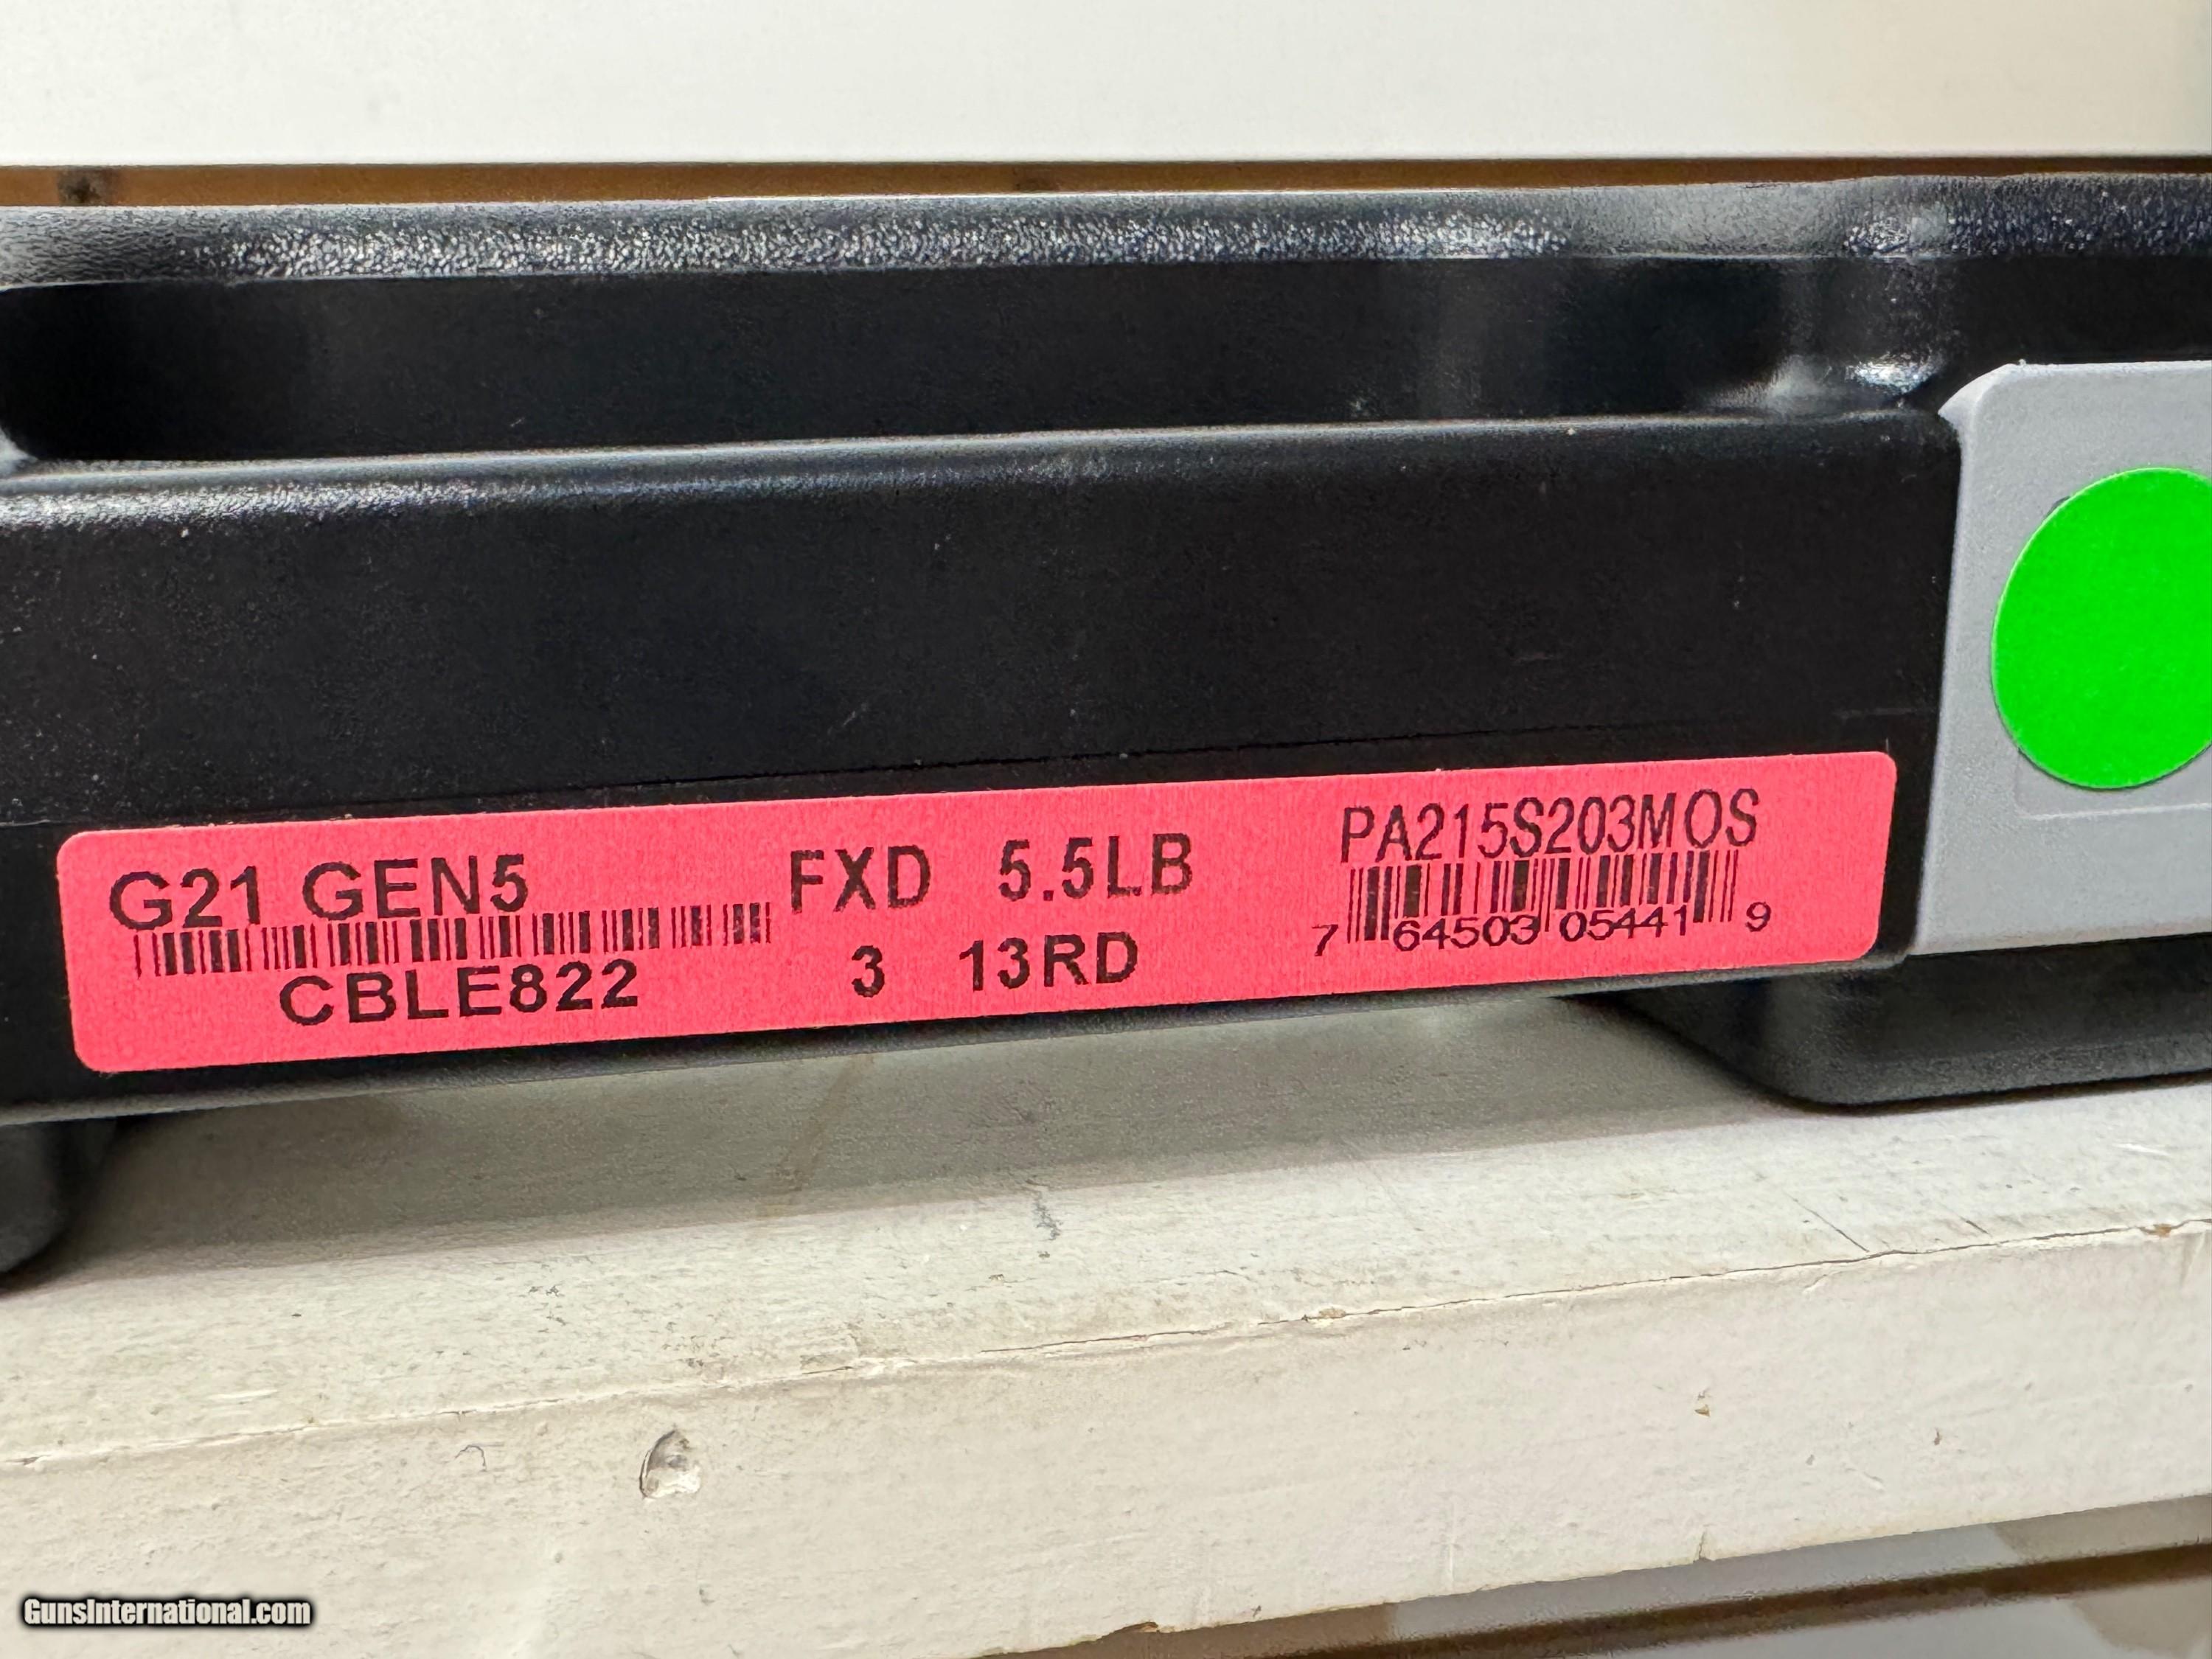 G21 GEN5 FXD 5.5LB PA215S203MOS
CBLE822 3 13RD 7 64503 05441 9
GunsInternational.com